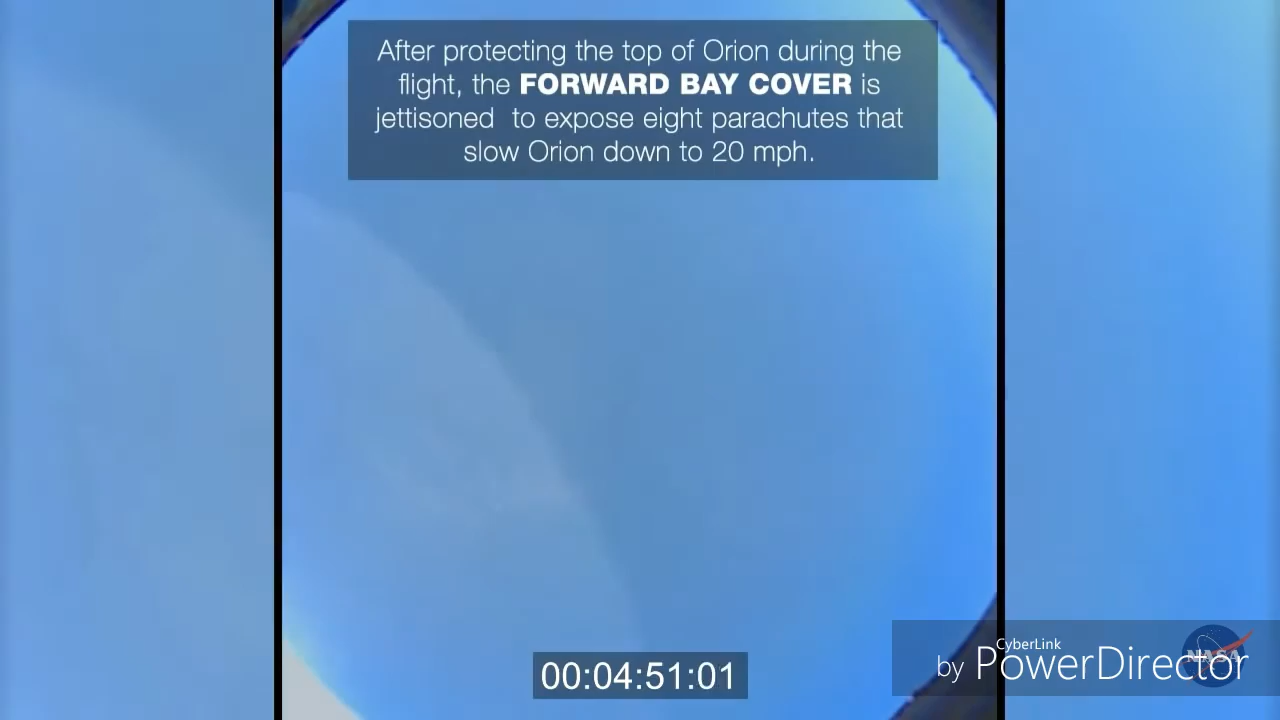 After protecting the top of Orion during the
flight, the FORWARD BAY COVER is
jettisoned  to expose eight parachutes that
slow Orion down to 20 mph.
00:04:51:01
CyberLink
by PowerDirector
NASA